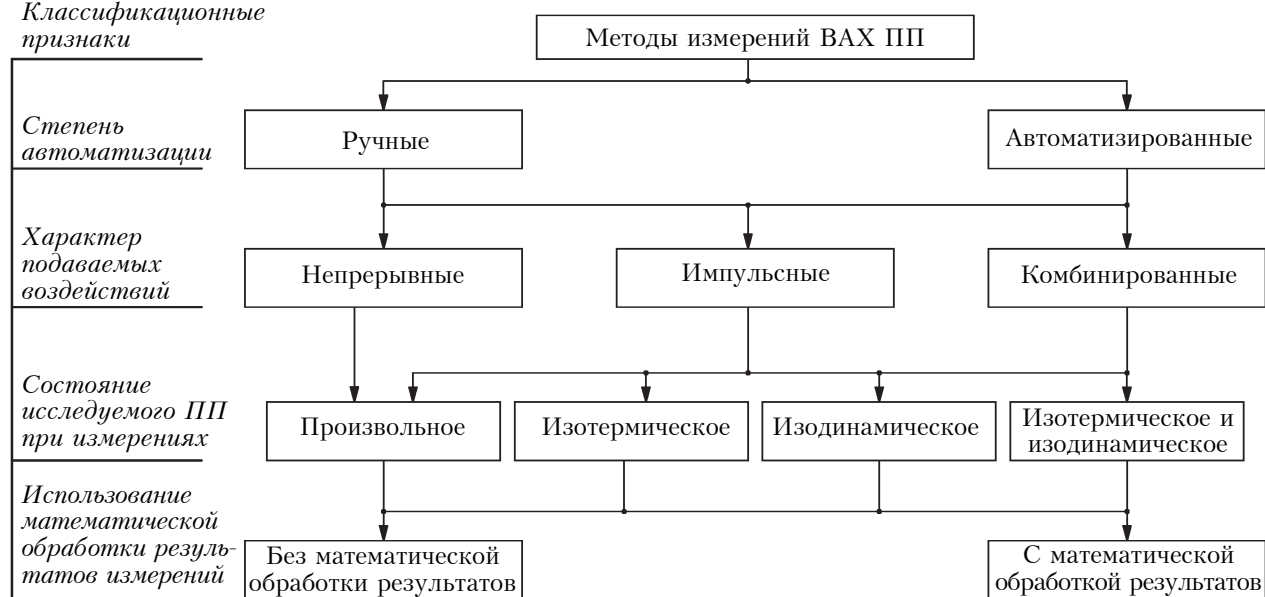 Классификационные
признаки
Методы измерений ВАХ ПП
Степень
автоматизации
Ручные
Автоматизированные
Характер
подаваемых
воздействий
Непрерывные
Импульсные
Комбинированные
Состояние
исследуемого ПП
при измерениях
Произвольное
Изотермическое
Изодинамическое
Изотермическое и
изодинамическое
Использование
математической
обработки резуль-
татов измерений
Без математической
обработки результатов
С математической
обработкой результатов